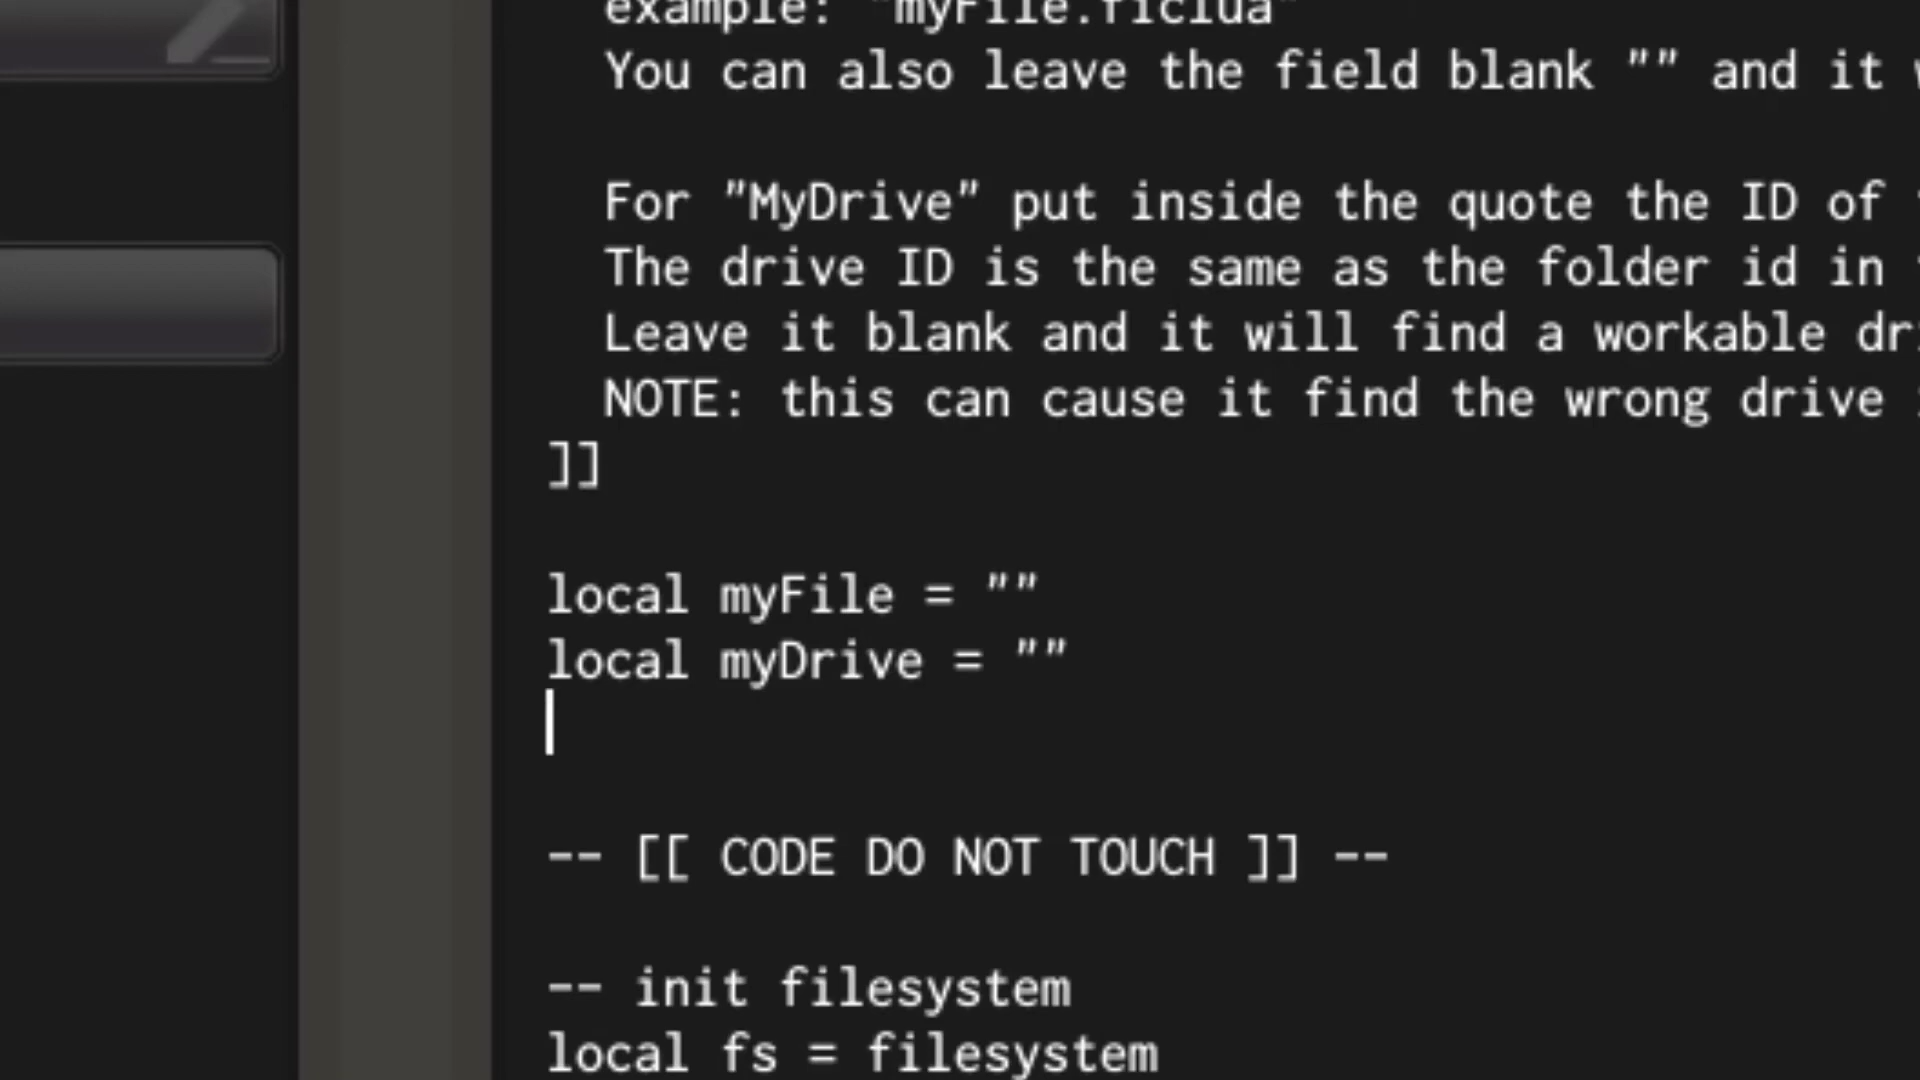 example: "myFile.ficlua"
You can also leave the field blank "" and it
For "MyDrive" put inside the quote the ID of
The drive ID is the same as the folder id in
Leave it blank and it will find a workable
NOTE: this can cause it find the wrong drive
]]
local myFile = ""
local myDrive = ""
-- [[ CODE DO NOT TOUCH ]] --
-- init filesystem
local fs = filesystem